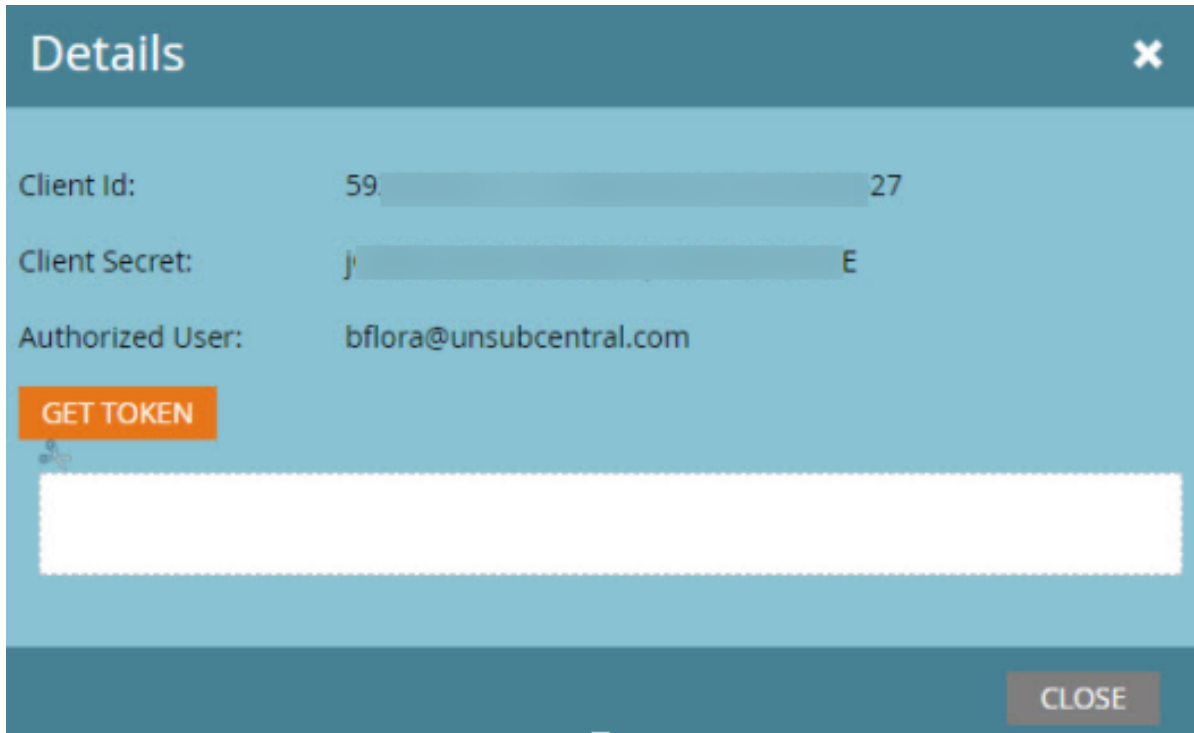 Details
Client Id: 59 27
Client Secret: j E
Authorized User: bflora@unsubcentral.com
GET TOKEN
CLOSE